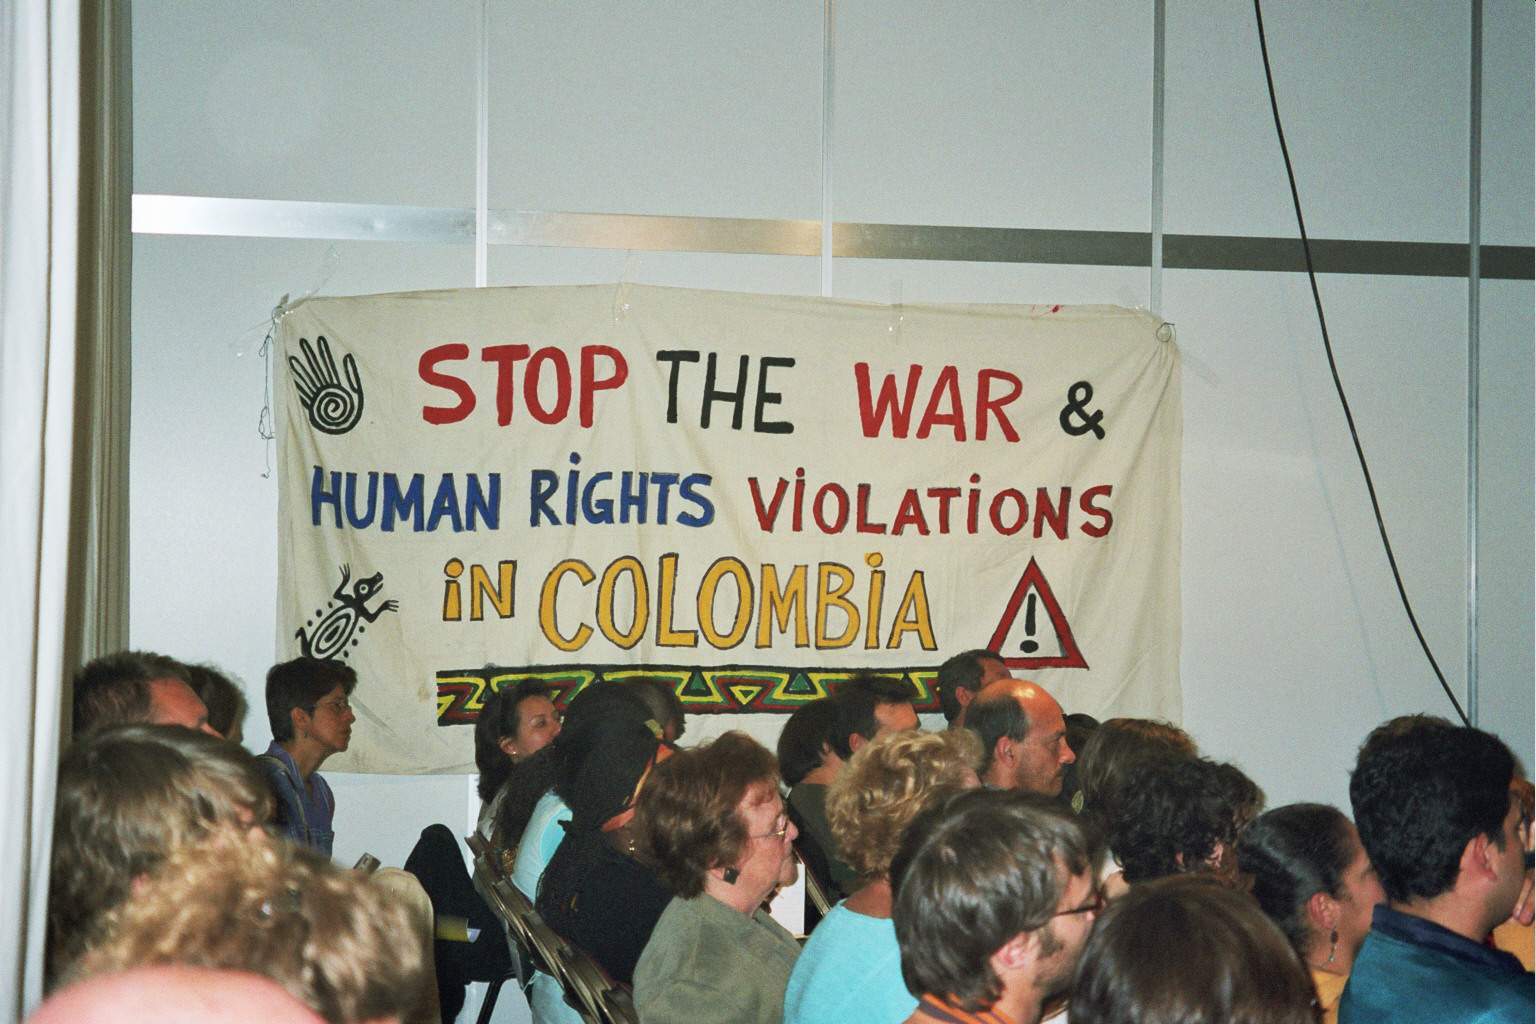 STOP THE WAR &
HUMAN RiGHTS ViOLATiONS
iN COLOMBiA
!